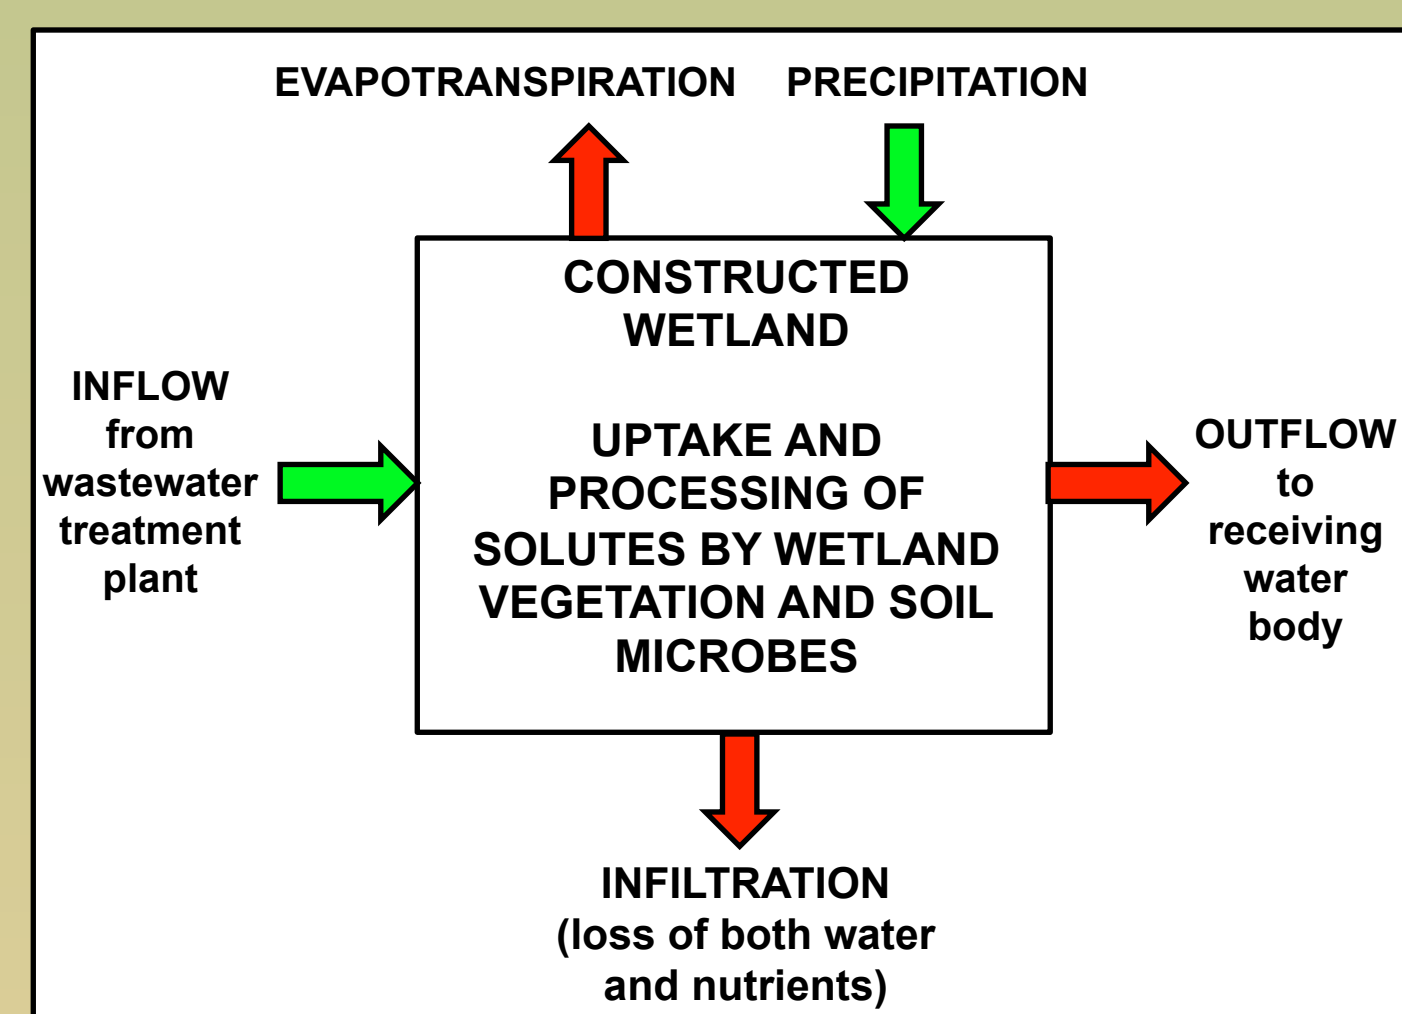 EVAPOTRANSPIRATION
PRECIPITATION
CONSTRUCTED
WETLAND
UPTAKE AND
PROCESSING OF
SOLUTES BY WETLAND
VEGETATION AND SOIL
MICROBES
INFLOW
from
wastewater
treatment
plant
OUTFLOW
to
receiving
water
body
INFILTRATION
(loss of both water
and nutrients)